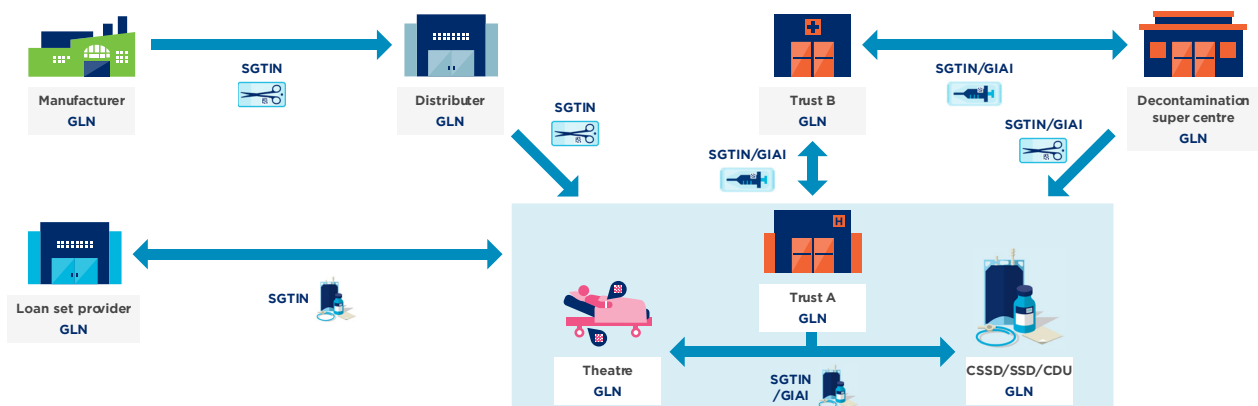 SGTIN
Manufacturer
GLN
Distributer
GLN
SGTIN
Trust B
GLN
SGTIN/GIAI
Decontamination
super centre
GLN
SGTIN/GIAI
SGTIN/GIAI
H
Loan set provider
GLN
SGTIN
Trust A
GLN
Theatre
GLN
SGTIN
/GIAI
CSSD/SSD/CDU
GLN